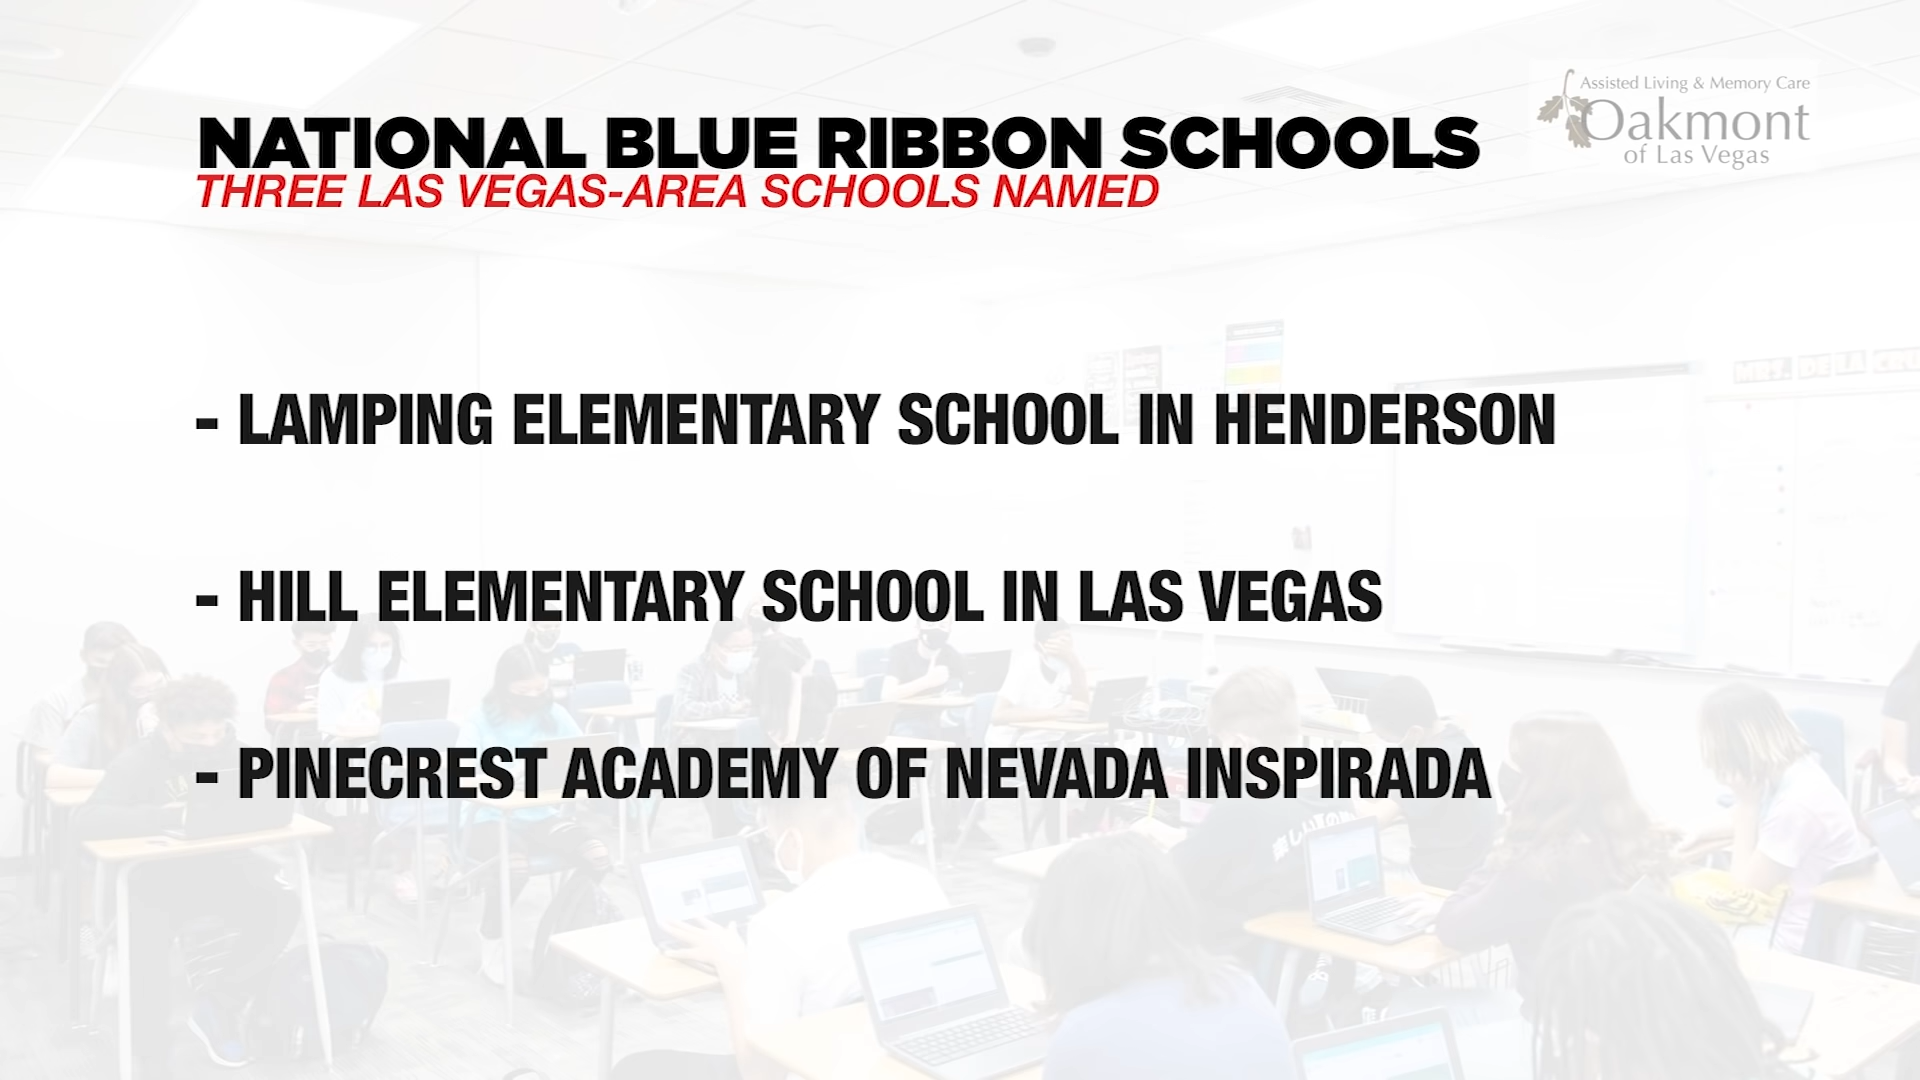 Assisted Living & Memory Care
Oakmont
of Las Vegas
NATIONAL BLUE RIBBON SCHOOLS
THREE LAS VEGAS-AREA SCHOOLS NAMED
- LAMPING ELEMENTARY SCHOOL IN HENDERSON
- HILL ELEMENTARY SCHOOL IN LAS VEGAS
- PINECREST ACADEMY OF NEVADA INSPIRADA